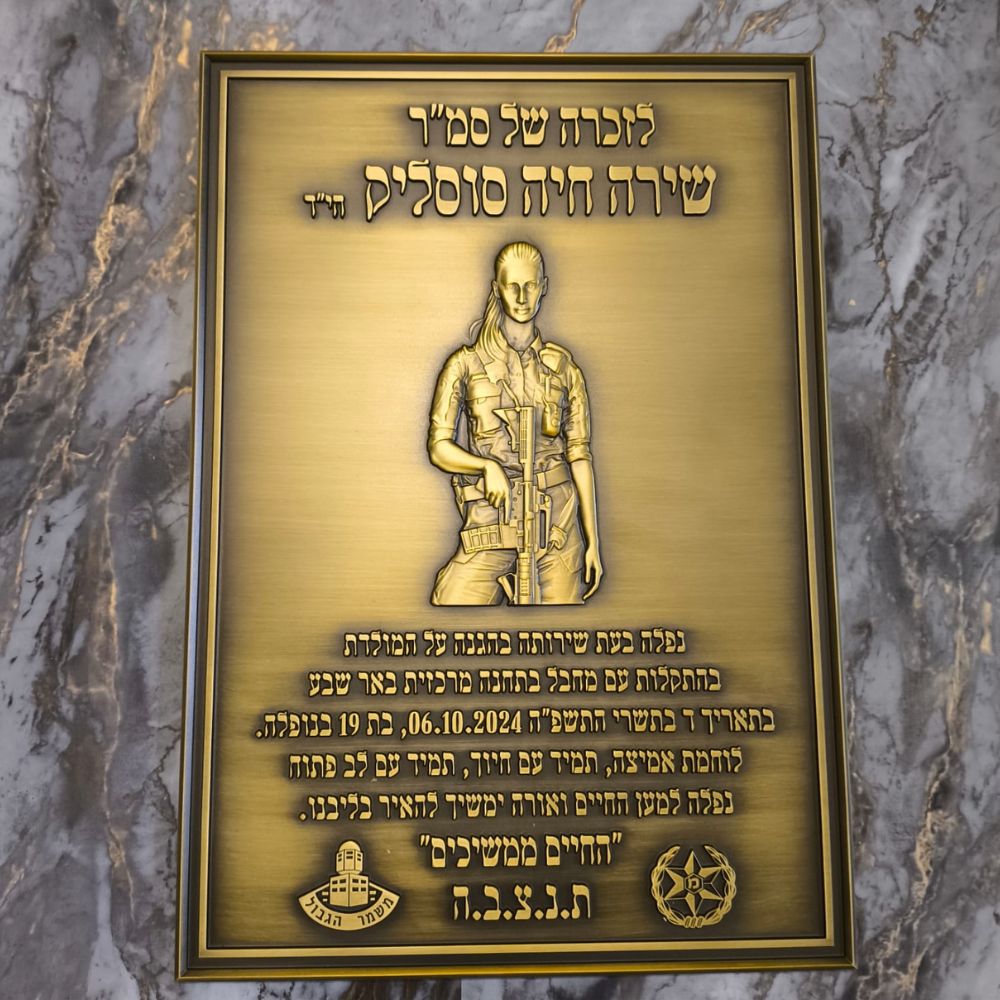 לזכרה של סמ"ר
שירה חיה סוסליק הי"ד
נפלה בעת שירותה בהגנה על המולדת
בהתקלות עם מחבל בתחנה מרכזית באר שבע
בתאריך ד בתשרי התשפ"ה 06.10.2024, בת 19 בנופלה.
לוחמת אמיצה, תמיד עם חיוך, תמיד עם לב פתוח
נפלה למען החיים ואורה ימשיך להאיר בליבנו.
"החיים ממשיכים"
ת.נ.צ.ב.ה
משמר הגבול
מ